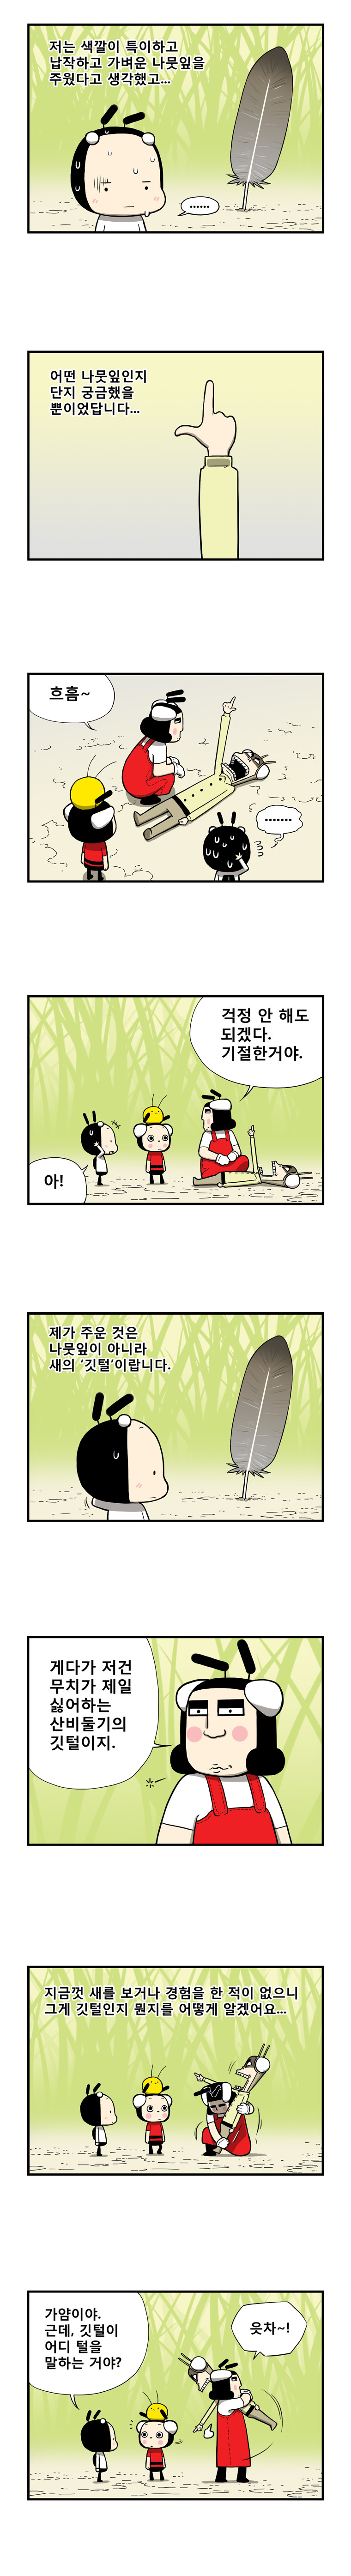 저는 색깔이 특이하고
납작하고 가벼운 나뭇잎을
주웠다고 생각했고...
......
어떤 나뭇잎인지
단지 궁금했을
뿐이었답니다...
흐흠~
.......
걱정 안 해도
되겠다.
기절한거야.
아!
제가 주운 것은
나뭇잎이 아니라
새의 ‘깃털’이랍니다.
게다가 저건
무치가 제일
싫어하는
산비둘기의
깃털이지.
지금껏 새를 보거나 경험을 한 적이 없으니
그게 깃털인지 뭔지를 어떻게 알겠어요...
가얌이야.
근데, 깃털이
어디 털을
말하는 거야?
읏차~!